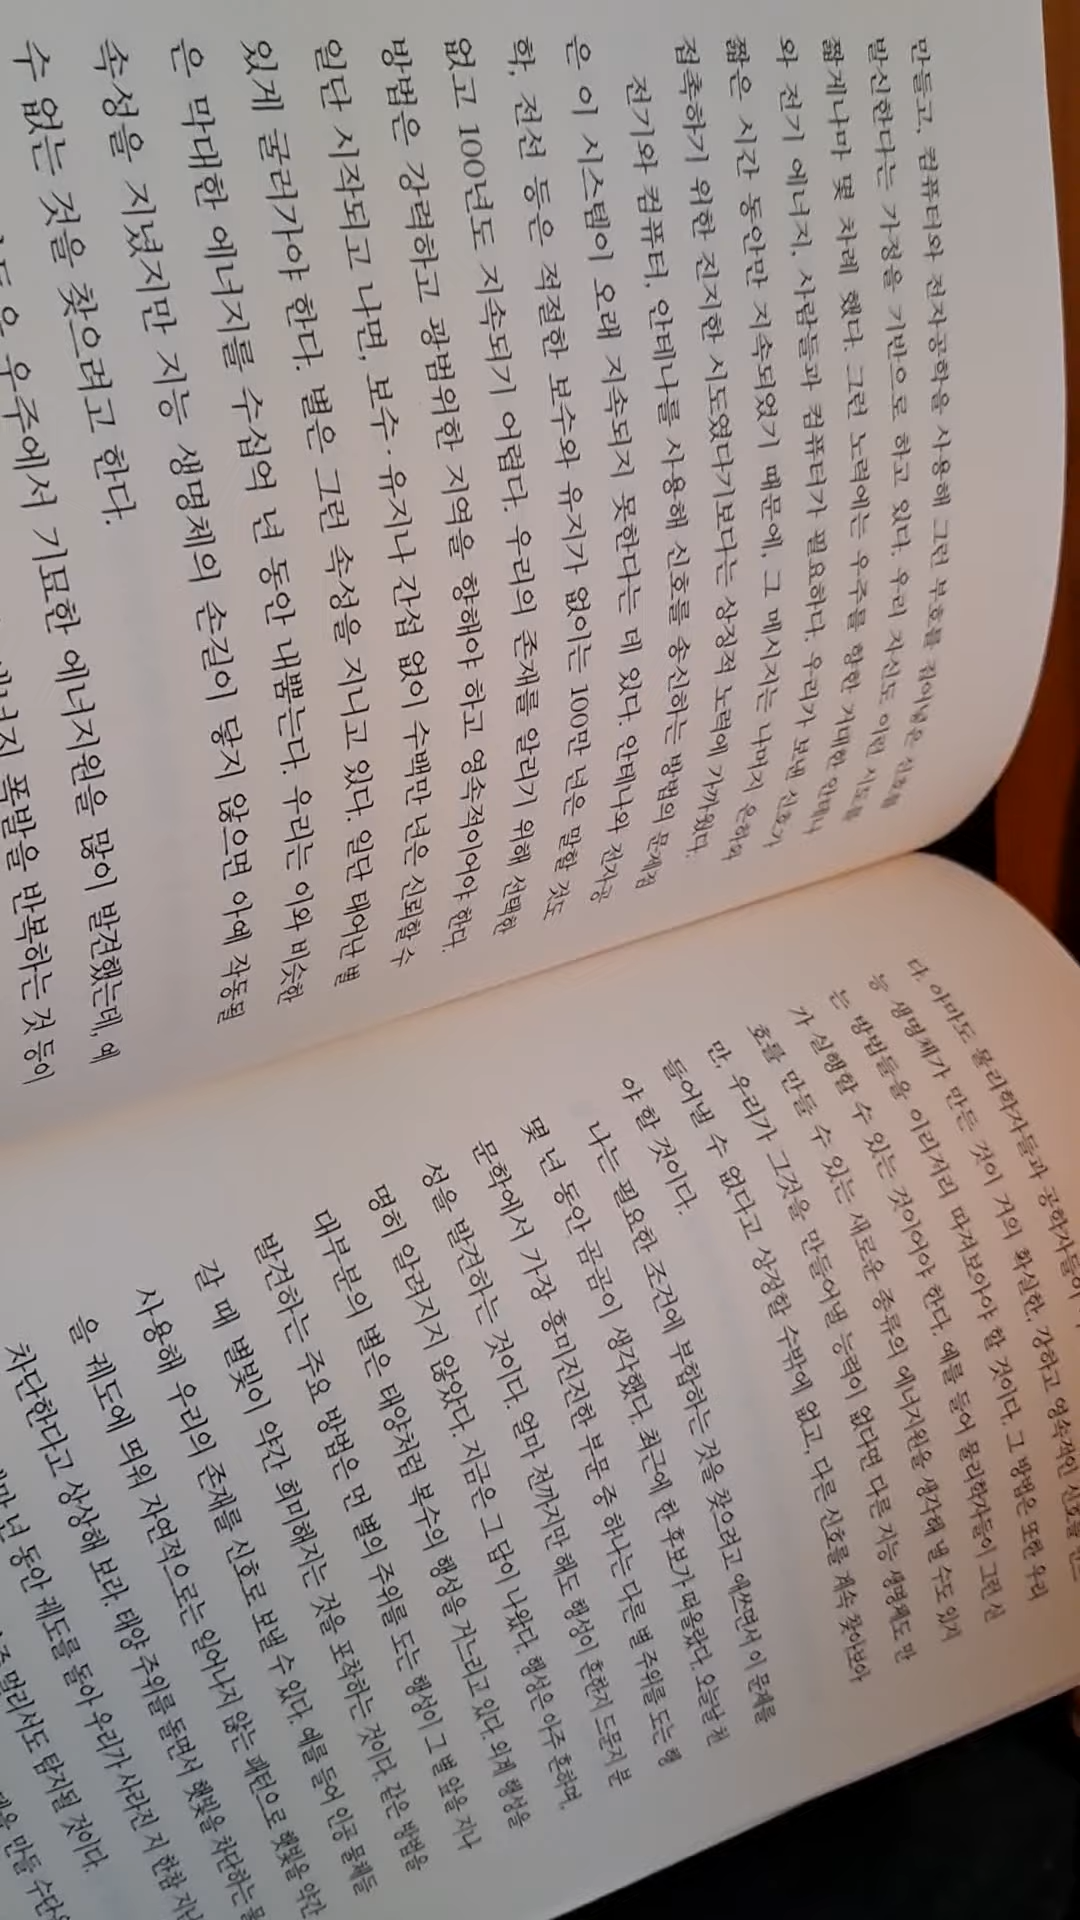 만들고, 컴퓨터와 전자공학을 사용해 그런 부호를 집어넣은 신호를
발신한다는 가정을 기반으로 하고 있다. 우리 자신도 이런 시도를
짧게나마 몇 차례 했다. 그런 노력에는 우주를 향한 거대한 안테나
와 전기 에너지, 사람들과 컴퓨터가 필요하다. 우리가 보낸 신호가
짧은 시간 동안만 지속되었기 때문에, 그 메시지는 나머지 은하와
접촉하기 위한 진지한 시도였다기보다는 상징적 노력에 가까웠다.
전기와 컴퓨터, 안테나를 사용해 신호를 송신하는 방법의 문제점
은 이 시스템이 오래 지속되지 못한다는 데 있다. 안테나와 전자공
학, 전선 등은 적절한 보수와 유지가 없이는 100만 년은 말할 것도
없고 100년도 지속되기 어렵다. 우리의 존재를 알리기 위해 선택한
방법은 강력하고 광범위한 지역을 향해야 하고 영속적이어야 한다.
일단 시작되고 나면, 보수·유지나 간섭 없이 수백만 년은 신뢰할 수
있게 굴러가야 한다. 별은 그런 속성을 지니고 있다. 일단 태어난 별
은 막대한 에너지를 수십억 년 동안 내뿜는다. 우리는 이와 비슷한
속성을 지녔지만 지능 생명체의 손길이 닿지 않으면 아예 작동될
수 없는 것을 찾으려고 한다.
우주에서 기묘한 에너지원을 많이 발견했는데, 예
에너지 폭발을 반복하는 것 등이
다. 아마도 물리학자들과 공학자들이
능 생명체가 만든 것이 거의 확실한, 강하고 영속적인 신호를
는 방법들을 이리저리 따져보아야 할 것이다. 그 방법은 또한 우리
가 실행할 수 있는 것이어야 한다. 예를 들어 물리학자들이 그런 신
호를 만들 수 있는 새로운 종류의 에너지원을 생각해 낼 수도 있지
만, 우리가 그것을 만들어낼 능력이 없다면 다른 지능 생명체도 만
들어낼 수 없다고 상정할 수밖에 없고, 다른 신호를 계속 찾아보아
야 할 것이다.
나는 필요한 조건에 부합하는 것을 찾으려고 애쓰면서 이 문제를
몇 년 동안 곰곰이 생각했다. 최근에 한 후보가 떠올랐다. 오늘날 천
문학에서 가장 흥미진진한 부문 중 하나는 다른 별 주위를 도는 행
성을 발견하는 것이다. 얼마 전까지만 해도 행성이 흔한지 드문지 분
명히 알려지지 않았다. 지금은 그 답이 나왔다. 행성은 아주 흔하며,
대부분의 별은 태양처럼 복수의 행성을 거느리고 있다. 외계 행성을
발견하는 주요 방법은 먼 별의 주위를 도는 행성이 그 별 앞을 지나
갈 때 별빛이 약간 희미해지는 것을 포착하는 것이다. 같은 방법을
사용해 우리의 존재를 신호로 보낼 수 있다. 예를 들어 인공 물체들
을 궤도에 띄워 자연적으로는 일어나지 않는 패턴으로 햇빛을 약간
차단한다고 상상해 보라. 태양 주위를 돌면서 햇빛을 차단하는
년 동안 궤도를 돌아 우리가 사라진 지 한참
멀리서도 탐지될 것이다.
만들 수단